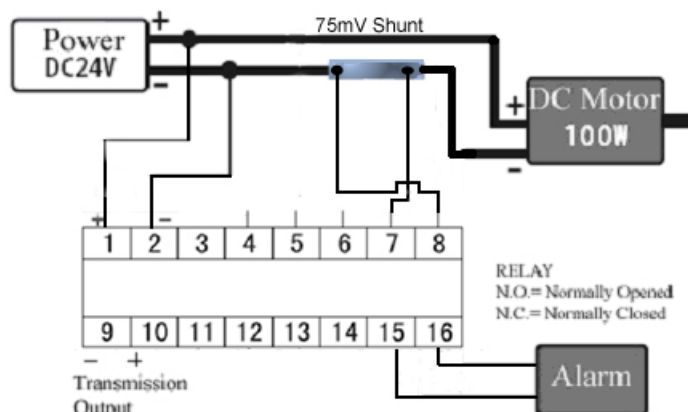 75mV Shunt
Power
DC24V
+
-
+
DC Motor
100W
-
+ -
1 2 3 4 5 6 7 8
9 10 11 12 13 14 15 16
- +
Transmission
Output
RELAY
N.O.= Normally Opened
N.C.= Normally Closed
Alarm